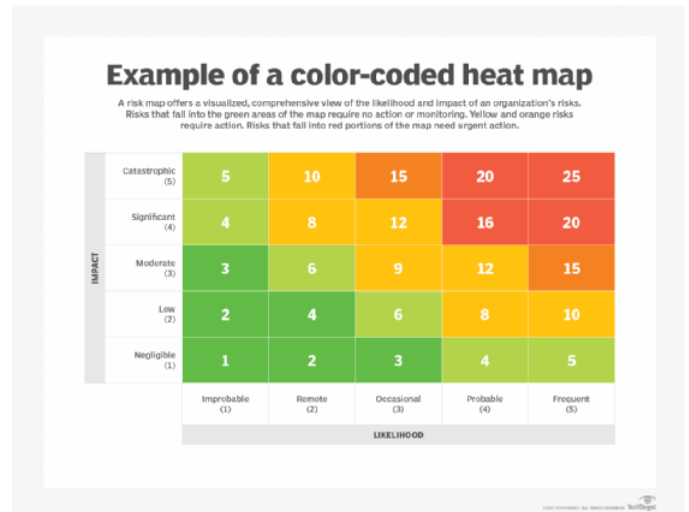 Example of a color-coded heat map
A risk map offers a visualized, comprehensive view of the likelihood and impact of an organization's risks.
Risks that fall into the green areas of the map require no action or monitoring. Yellow and orange risks
require action. Risks that fall into red portions of the map need urgent action.
IMPACT
Catastrophic
(5)
5 10 15 20 25
Significant
(4)
4 8 12 16 20
Moderate
(3)
3 6 9 12 15
Low
(2)
2 4 6 8 10
Negligible
(1)
1 2 3 4 5
Improbable Remote Occasional Probable Frequent
(1) (2) (3) (4) (5)
LIKELIHOOD
TechTarget